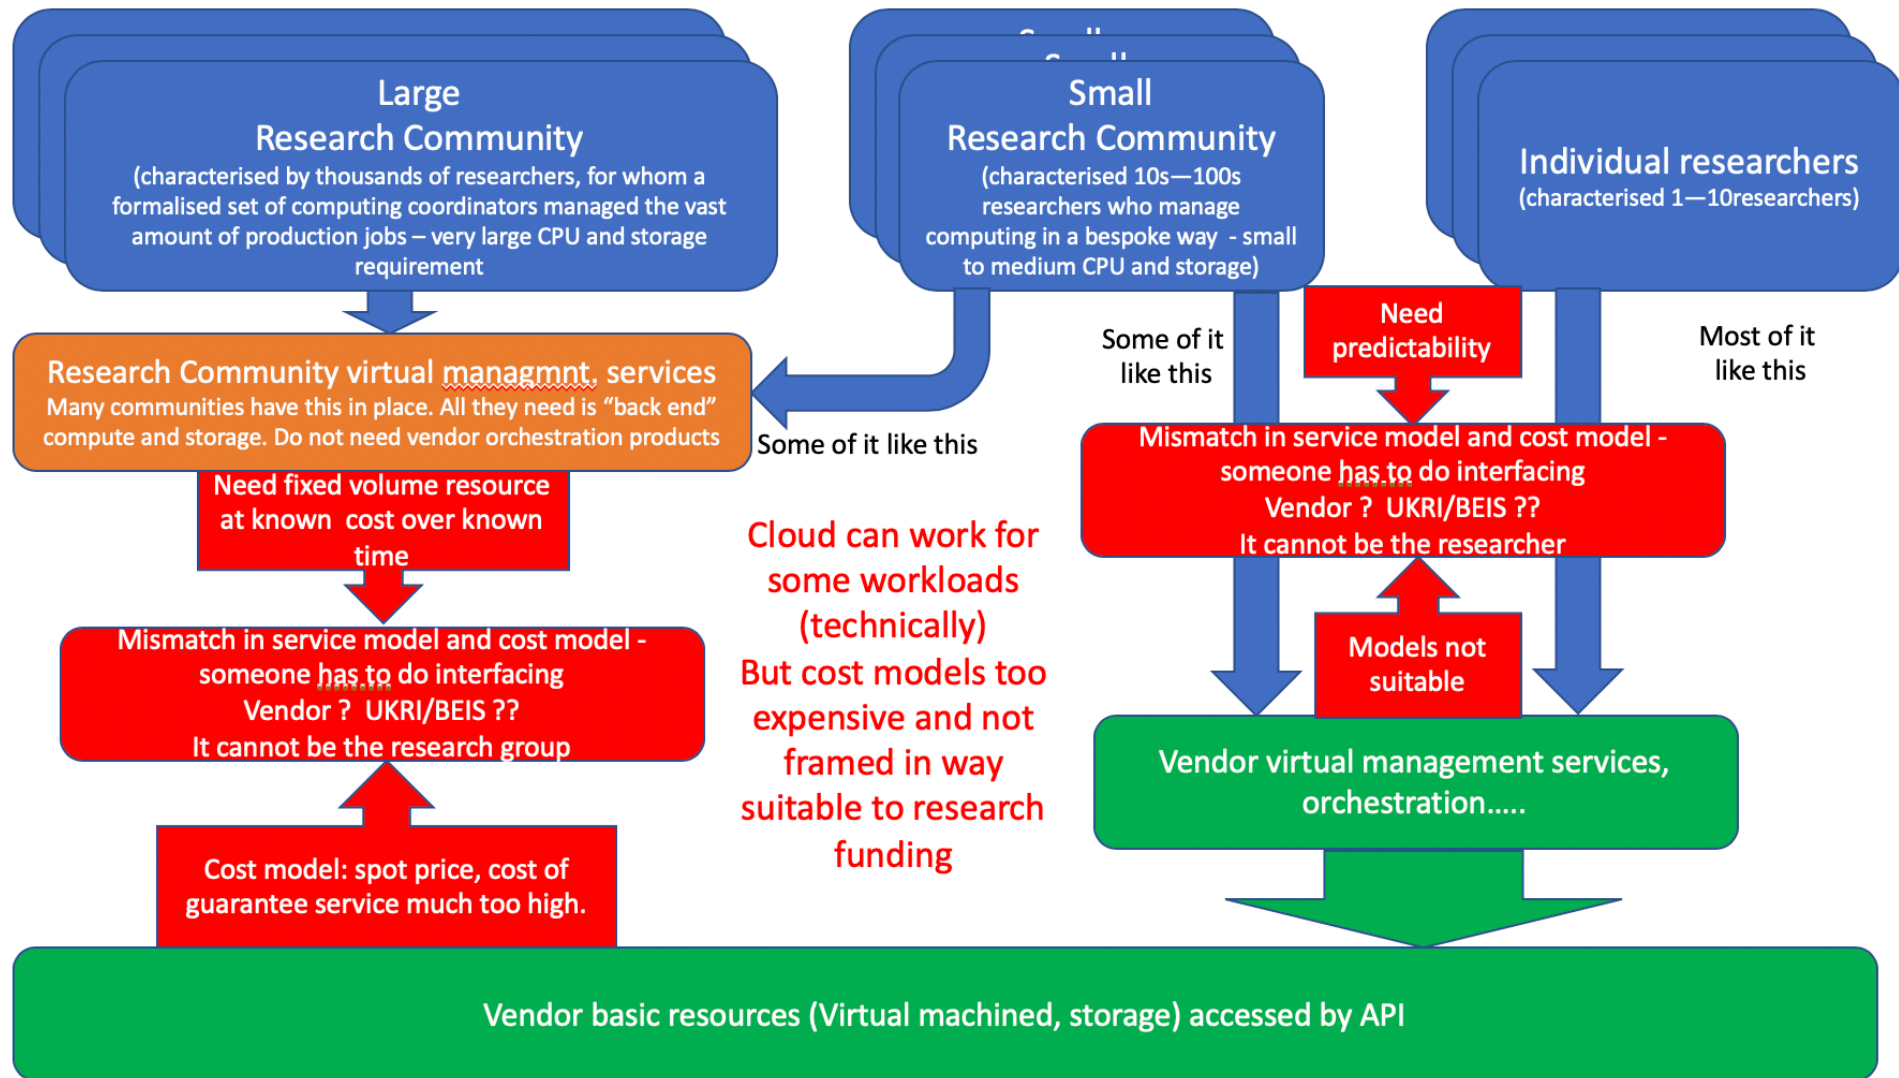 Small
Small
Large
Research Community
(characterised by thousands of researchers, for whom a
formalised set of computing coordinators managed the vast
amount of production jobs – very large CPU and storage
requirement
Small
Research Community
(characterised 10s—100s
researchers who manage
computing in a bespoke way  - small
to medium CPU and storage)
Individual researchers
(characterised 1—10researchers)
Need
predictability
Some of it
like this
Most of it
like this
Research Community virtual managmnt. services
Many communities have this in place. All they need is “back end”
compute and storage. Do not need vendor orchestration products
Some of it like this
Mismatch in service model and cost model -
someone has to do interfacing
Vendor ?  UKRI/BEIS ??
It cannot be the researcher
Need fixed volume resource
at known  cost over known
time
Cloud can work for
some workloads
(technically)
But cost models too
expensive and not
framed in way
suitable to research
funding
Mismatch in service model and cost model -
someone has to do interfacing
Vendor ?  UKRI/BEIS ??
It cannot be the research group
Models not
suitable
Vendor virtual management services,
orchestration.....
Cost model: spot price, cost of
guarantee service much too high.
Vendor basic resources (Virtual machined, storage) accessed by API